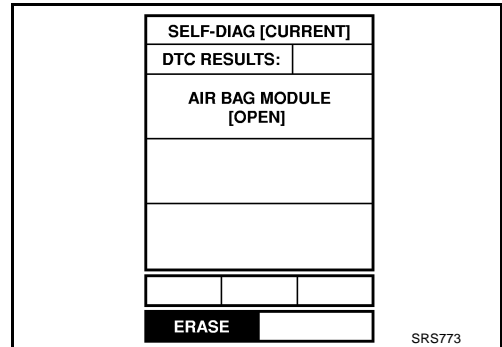 SELF-DIAG [CURRENT]
DTC RESULTS:
AIR BAG MODULE
[OPEN]
ERASE
SRS773